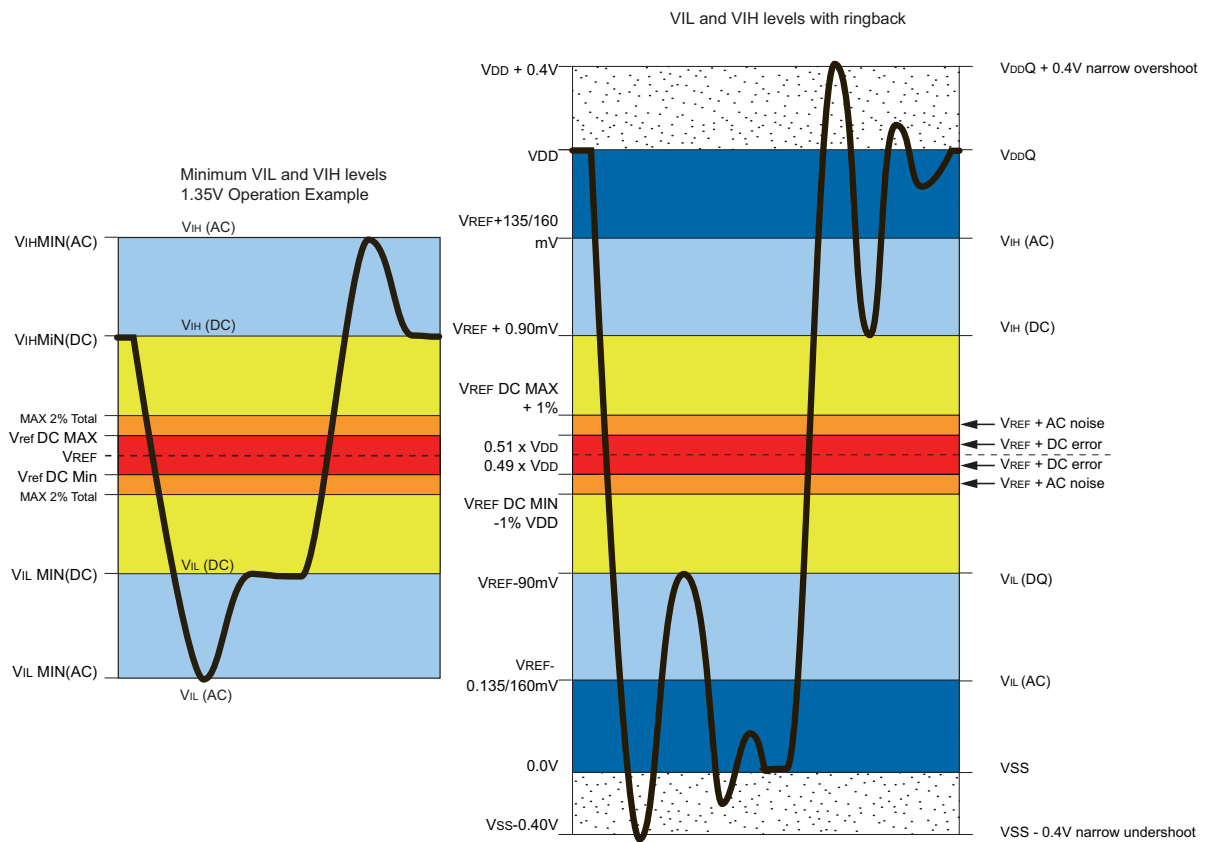 VIL and VIH levels with ringback
Minimum VIL and VIH levels
1.35V Operation Example
VIHMIN(AC)
VIH (AC)
VIHMiN(DC)
VIH (DC)
MAX 2% Total
Vref DC MAX
VREF
Vref DC Min
MAX 2% Total
VIL MIN(DC)
VIL (DC)
VIL MIN(AC)
VIL (AC)
VDD + 0.4V
VDD
VREF+135/160
mV
VREF + 0.90mV
VREF DC MAX
+ 1%
0.51 x VDD
0.49 x VDD
VREF DC MIN
-1% VDD
VREF-90mV
VREF-
0.135/160mV
0.0V
VSS-0.40V
VDDQ + 0.4V narrow overshoot
VDDQ
VIH (AC)
VIH (DC)
VREF + AC noise
VREF + DC error
VREF + DC error
VREF + AC noise
VIL (DQ)
VIL (AC)
VSS
VSS - 0.4V narrow undershoot